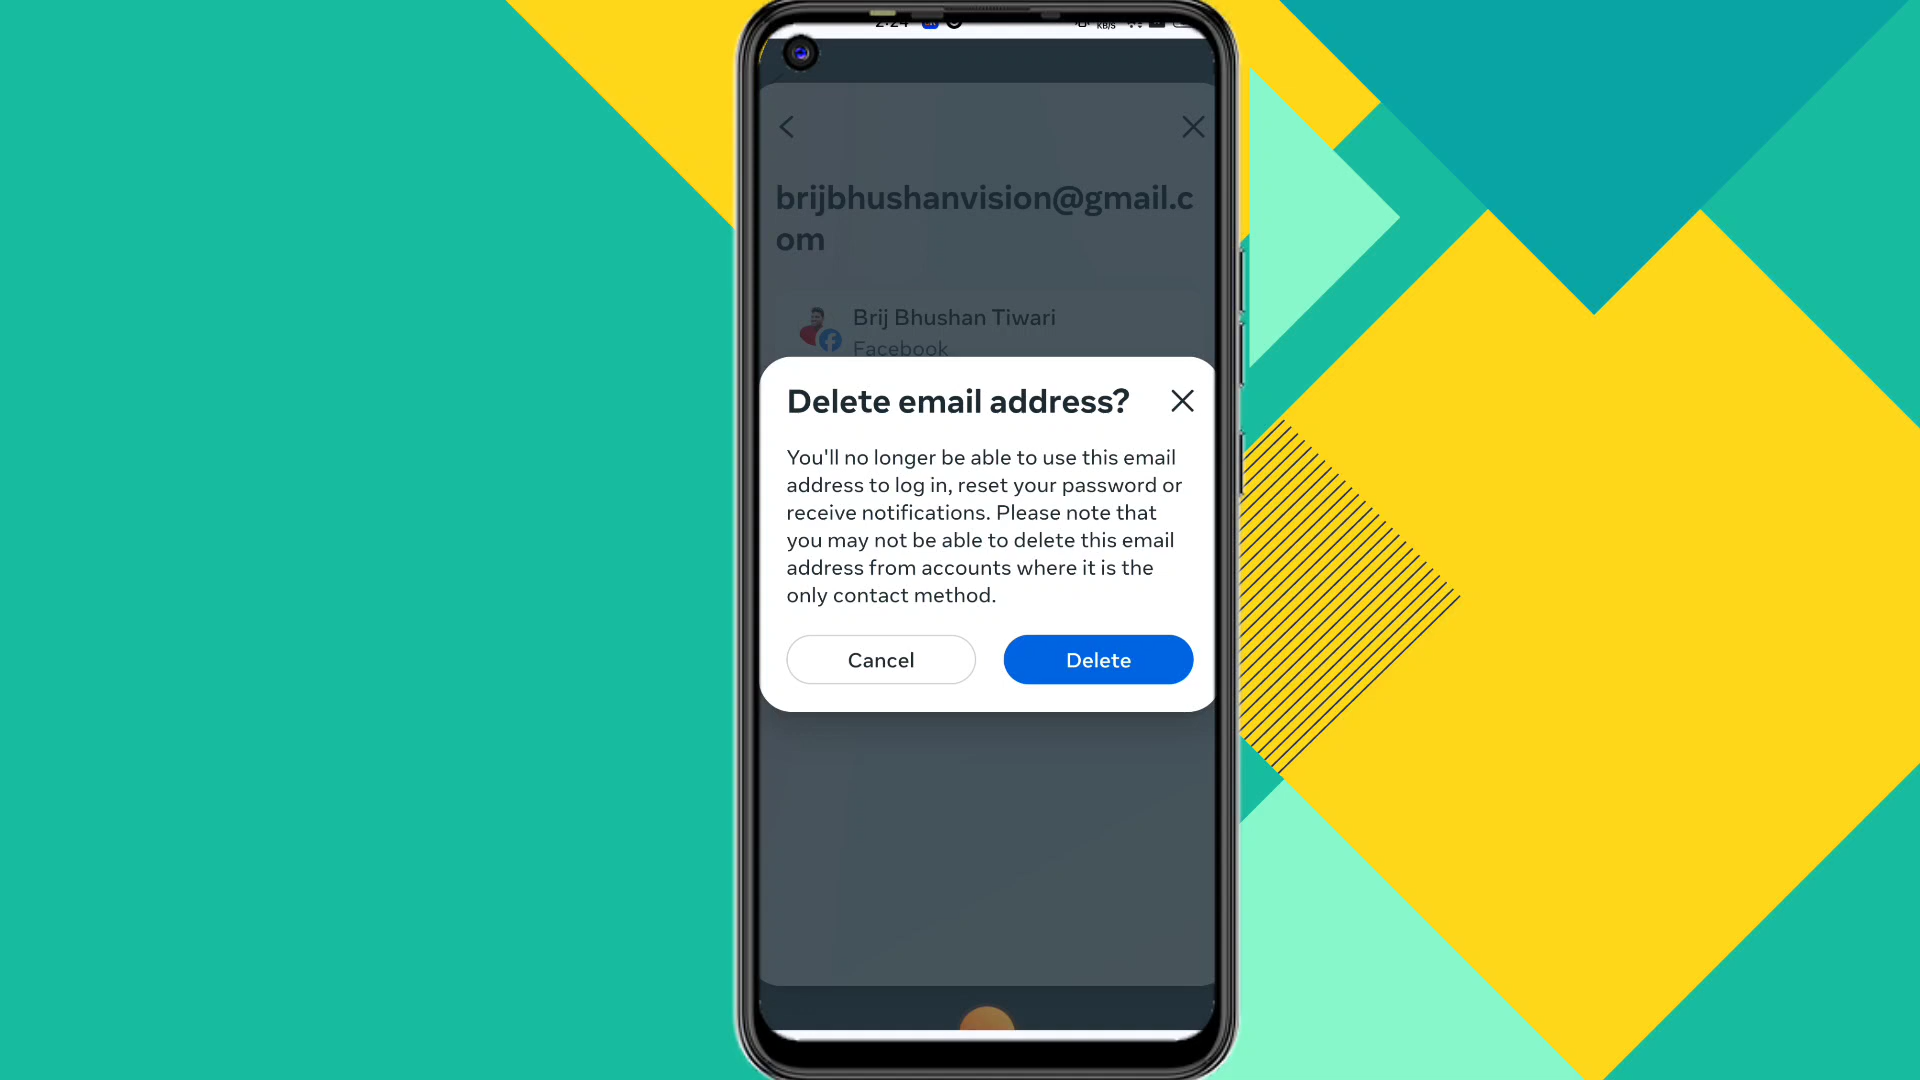 brijbhushanvision@gmail.c
om
Brij Bhushan Tiwari
Facebook
Delete email address?
You'll no longer be able to use this email
address to log in, reset your password or
receive notifications. Please note that
you may not be able to delete this email
address from accounts where it is the
only contact method.
Cancel
Delete